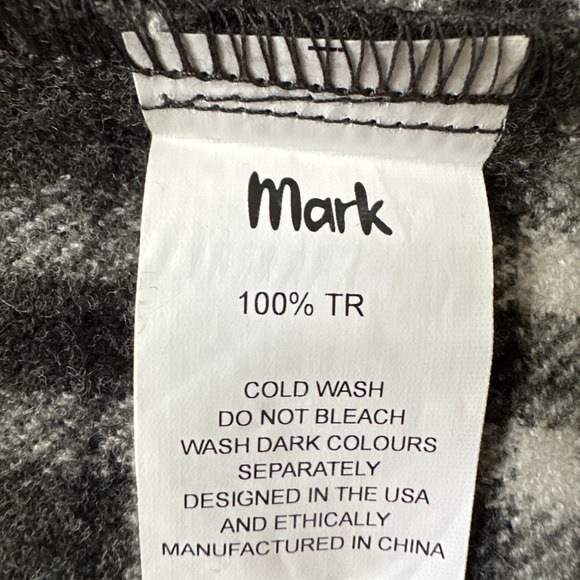 Mark
100% TR
COLD WASH
DO NOT BLEACH
WASH DARK COLOURS
SEPARATELY
DESIGNED IN THE USA
AND ETHICALLY
MANUFACTURED IN CHINA